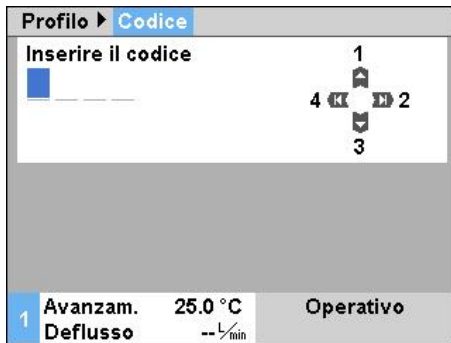 Profilo Codice
Inserire il codice
1
4 2
3
1
Avanzam. 25.0 °C Operativo
Deflusso -- L/min